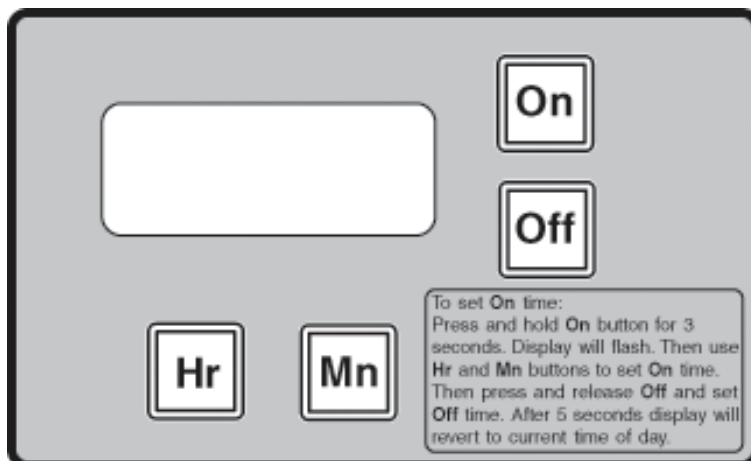 On
Off
Hr
Mn
To set On time:
Press and hold On button for 3
seconds. Display will flash. Then use
Hr and Mn buttons to set On time.
Then press and release Off and set
Off time. After 5 seconds display will
revert to current time of day.